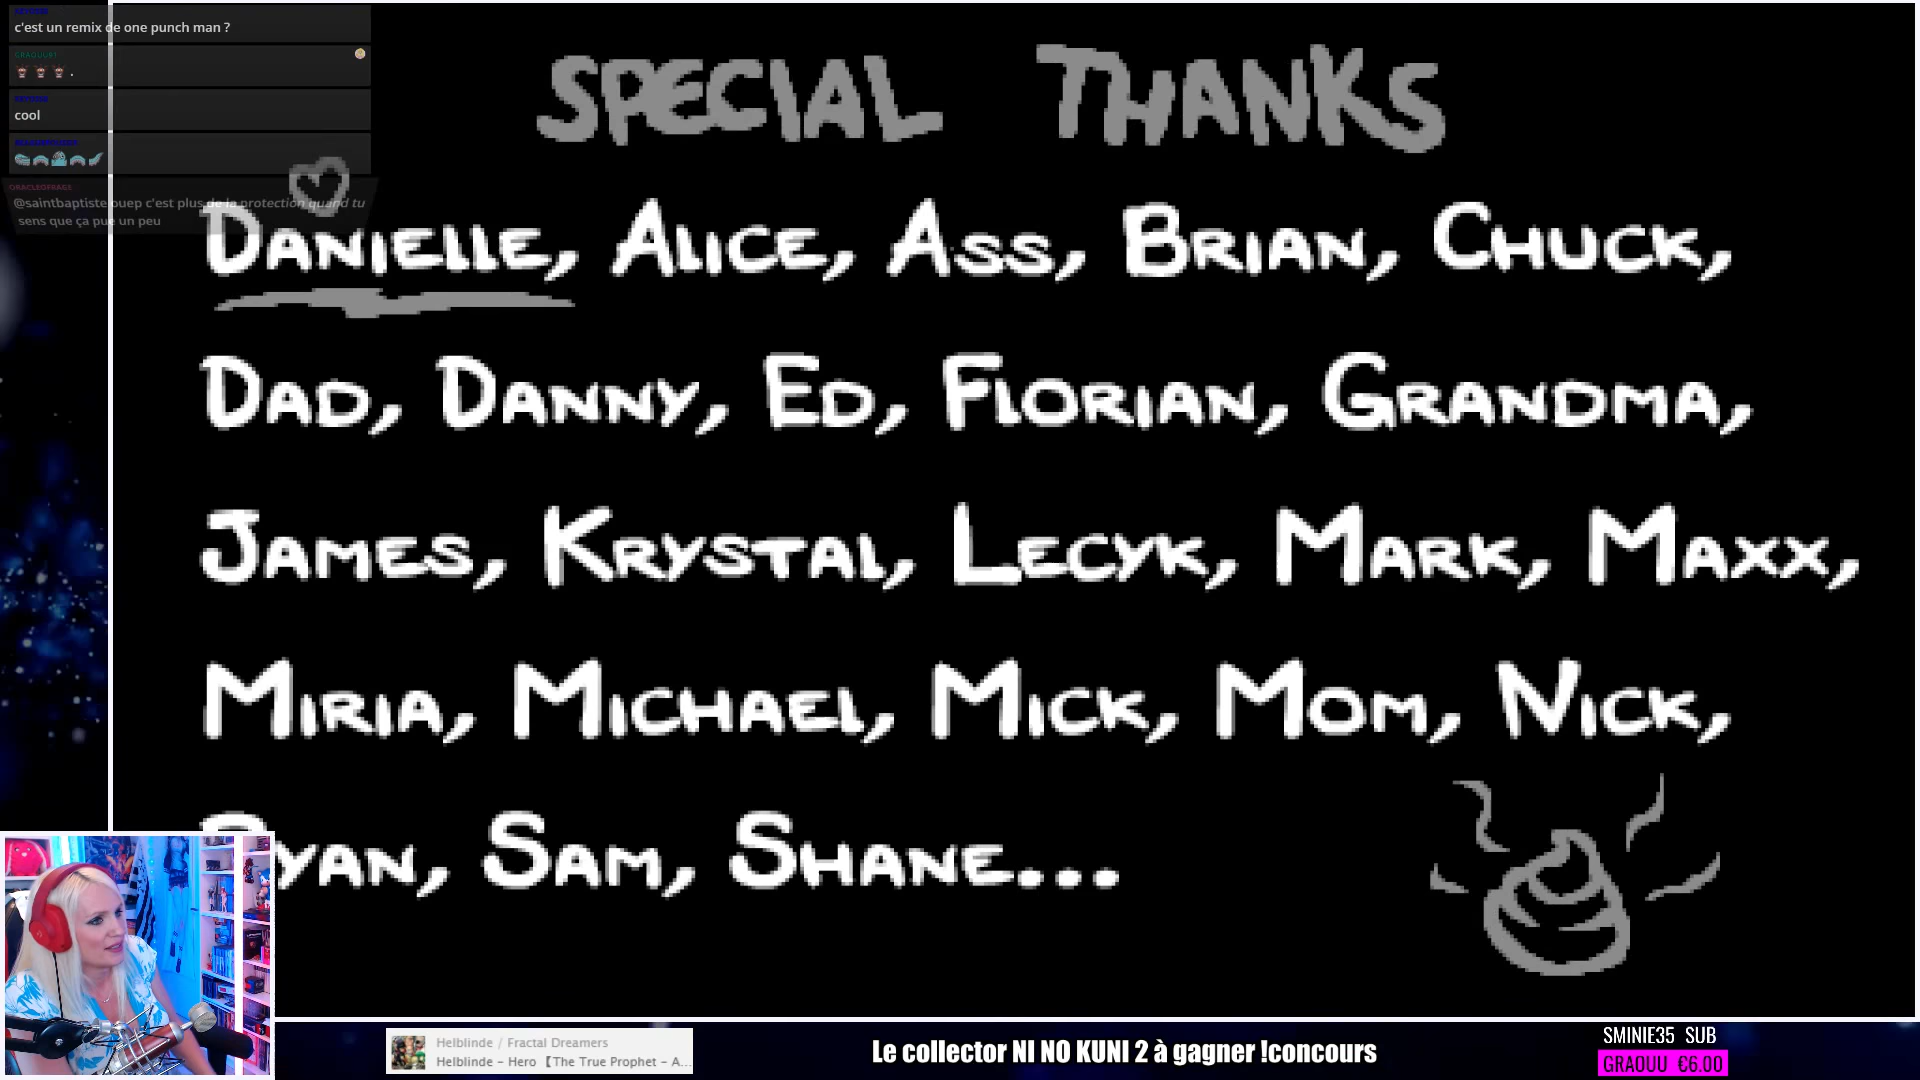 c'est un remix de one punch man ?
GRAOUU!
cool
ORACLEOFRAGE
@saintbaptiste ouep c'est plus de la protection quand tu
sens que ça pue un peu
SPECIAL THANKS
DANIELLE, ALICE, ASS, BRIAN, CHUCK,
DAD, DANNY, ED, FLORIAN, GRANDMA,
JAMES, KRYSTAL, LECYK, MARK, MAXX,
MIRIA, MICHAEL, MICK, MOM, NICK,
RYAN, SAM, SHANE...
Helblinde / Fractal Dreamers
Helblinde - Hero 【The True Prophet - A...
Le collector NI NO KUNI 2 à gagner !concours
SMINIE35 SUB
GRAOUU €6.00